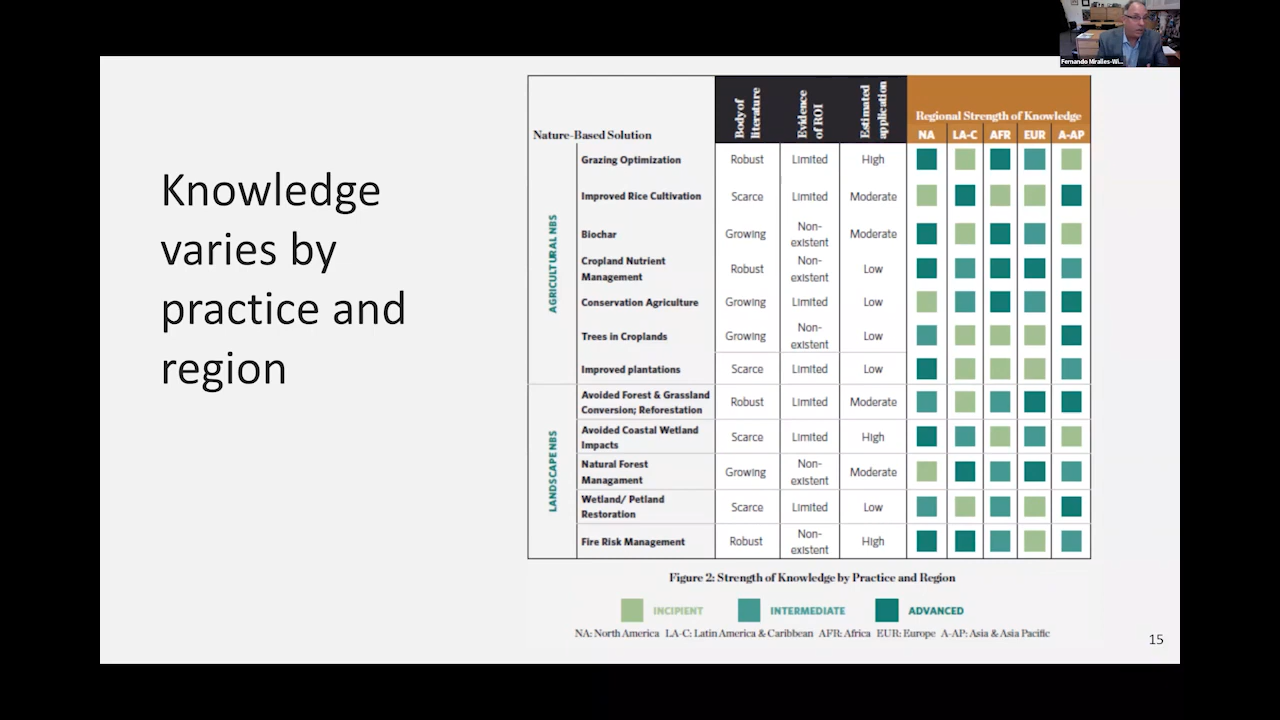 Fernando Miralles-Wi...
Knowledge
varies by
practice and
region
Nature-Based Solution
Body of
literature
Evidence
of ROI
Estimated
application
Regional Strength of Knowledge
NA LA-C AFR EUR A-AP
AGRICULTURAL NBS
Grazing Optimization Robust Limited High
Improved Rice Cultivation Scarce Limited Moderate
Biochar Growing Non-existent Moderate
Cropland Nutrient
Management Robust Non-existent Low
Conservation Agriculture Growing Limited Low
Trees in Croplands Growing Non-existent Low
Improved plantations Scarce Limited Low
LANDSCAPE NBS
Avoided Forest & Grassland
Conversion; Reforestation Robust Limited Moderate
Avoided Coastal Wetland
Impacts Scarce Limited High
Natural Forest
Managament Growing Non-existent Moderate
Wetland/ Petland
Restoration Scarce Limited Low
Fire Risk Management Robust Non-existent High
Figure 2: Strength of Knowledge by Practice and Region
INCIPIENT INTERMEDIATE ADVANCED
NA: North America LA-C: Latin America & Caribbean AFR: Africa EUR: Europe A-AP: Asia & Asia Pacific
15